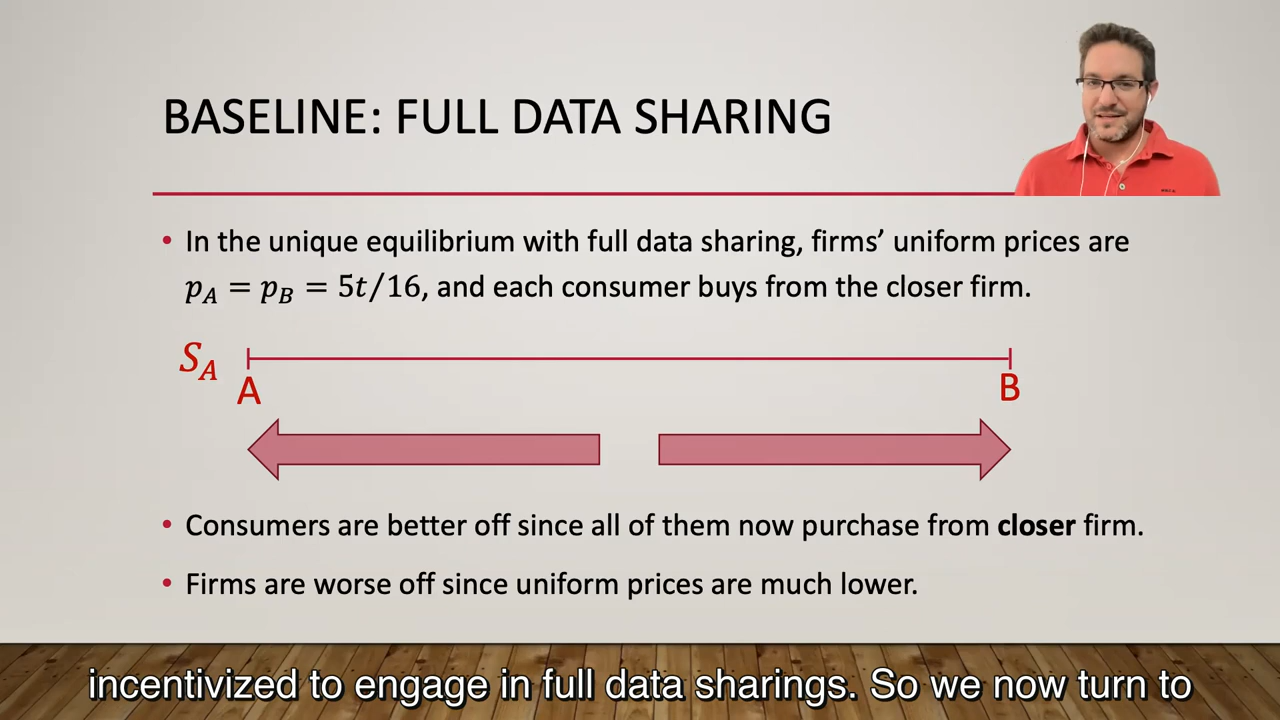 BASELINE: FULL DATA SHARING
• In the unique equilibrium with full data sharing, firms’ uniform prices are
p_A = p_B = 5t/16, and each consumer buys from the closer firm.
S_A
A B
• Consumers are better off since all of them now purchase from closer firm.
• Firms are worse off since uniform prices are much lower.
incentivized to engage in full data sharings. So we now turn to